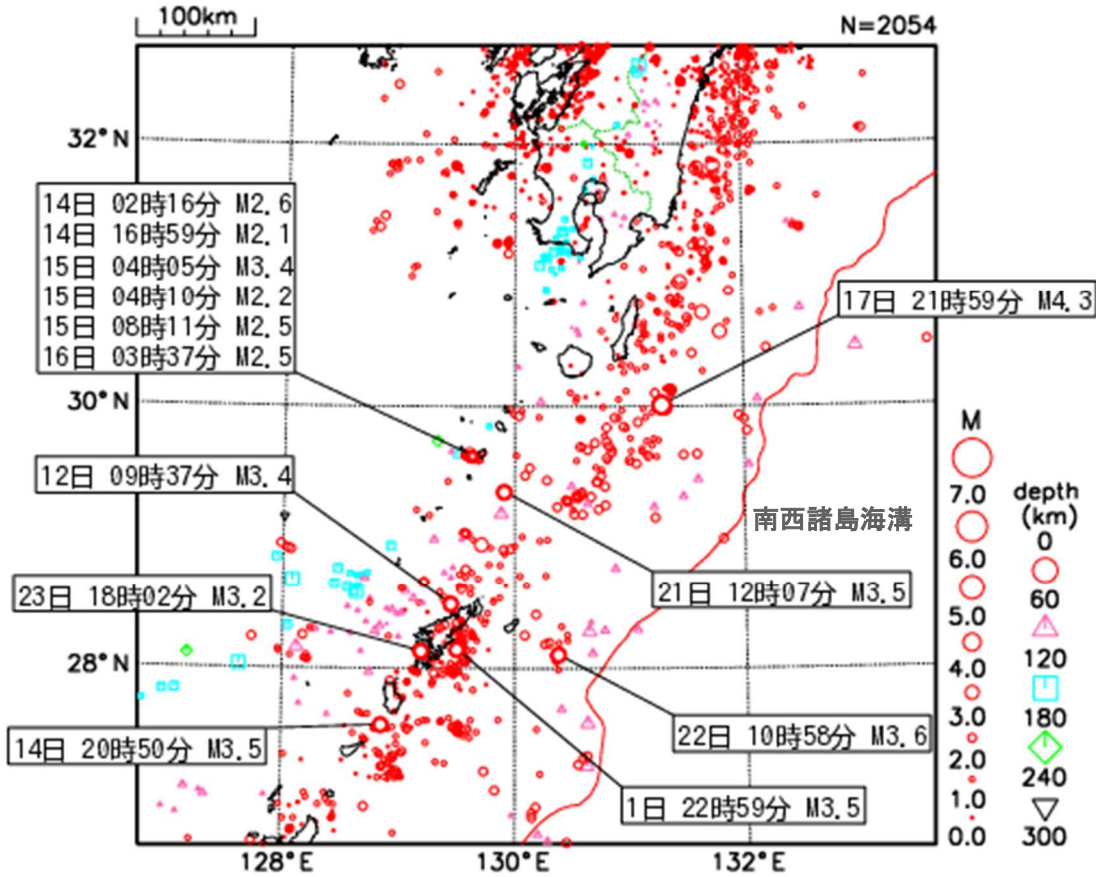 100km
N=2054
32°N
14日 02時16分 M2.6
14日 16時59分 M2.1
15日 04時05分 M3.4
15日 04時10分 M2.2
15日 08時11分 M2.5
16日 03時37分 M2.5
17日 21時59分 M4.3
30°N
12日 09時37分 M3.4
南西諸島海溝
23日 18時02分 M3.2
21日 12時07分 M3.5
28°N
14日 20時50分 M3.5
22日 10時58分 M3.6
1日 22時59分 M3.5
128°E
130°E
132°E
M
7.0
6.0
5.0
4.0
3.0
2.0
1.0
0.0
depth
(km)
0
60
120
180
240
300